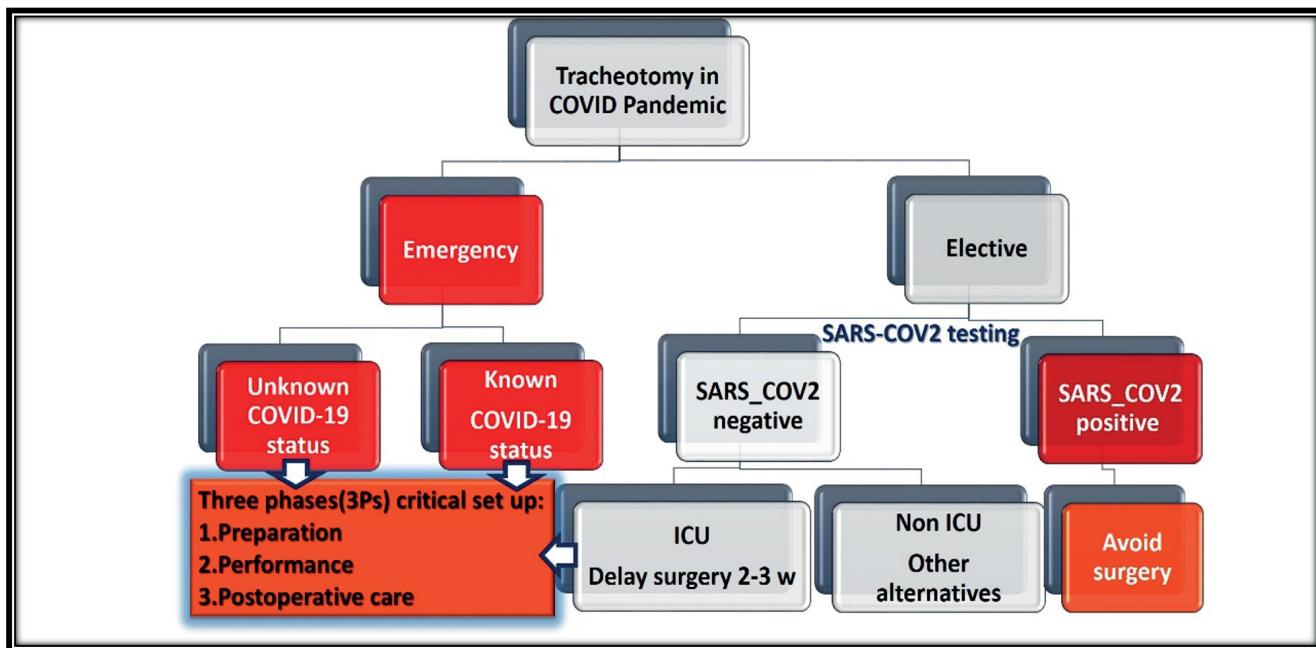 Tracheotomy in
COVID Pandemic
Emergency
Elective
SARS-COV2 testing
Unknown
COVID-19
status
Known
COVID-19
status
SARS_COV2
negative
SARS_COV2
positive
Three phases(3Ps) critical set up:
1.Preparation
2.Performance
3.Postoperative care
ICU
Delay surgery 2-3 w
Non ICU
Other
alternatives
Avoid
surgery